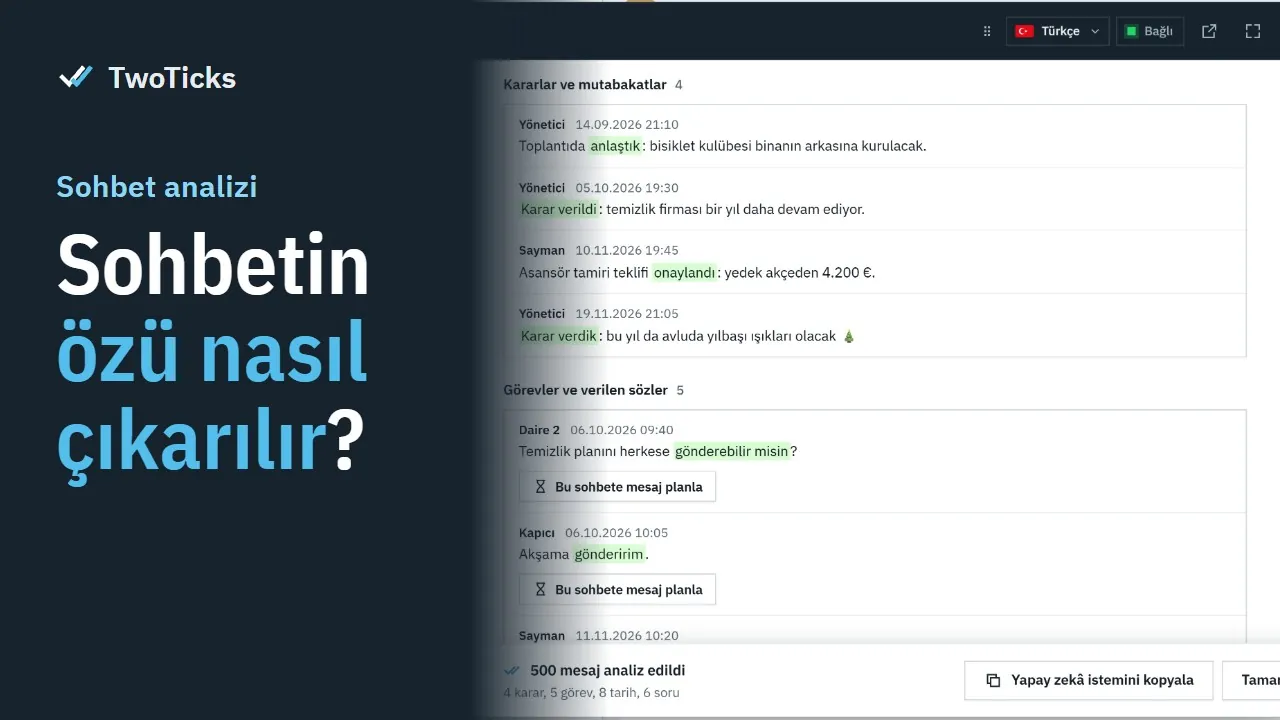 TwoTicks
Sohbet analizi
Sohbetin
özü nasıl
çıkarılır?
Türkçe
Bağlı
Kararlar ve mutabakatlar 4
Yönetici 14.09.2026 21:10
Toplantıda anlaştık: bisiklet kulübesi binanın arkasına kurulacak.
Yönetici 05.10.2026 19:30
Karar verildi: temizlik firması bir yıl daha devam ediyor.
Sayman 10.11.2026 19:45
Asansör tamiri teklifi onaylandı: yedek akçeden 4.200 €.
Yönetici 19.11.2026 21:05
Karar verdik: bu yıl da avluda yılbaşı ışıkları olacak 🎄
Görevler ve verilen sözler 5
Daire 2 06.10.2026 09:40
Temizlik planını herkese gönderebilir misin?
Bu sohbete mesaj planla
Kapıcı 06.10.2026 10:05
Akşama gönderirim.
Bu sohbete mesaj planla
Sayman 11.11.2026 10:20
500 mesaj analiz edildi
4 karar, 5 görev, 8 tarih, 6 soru
Yapay zekâ istemini kopyala